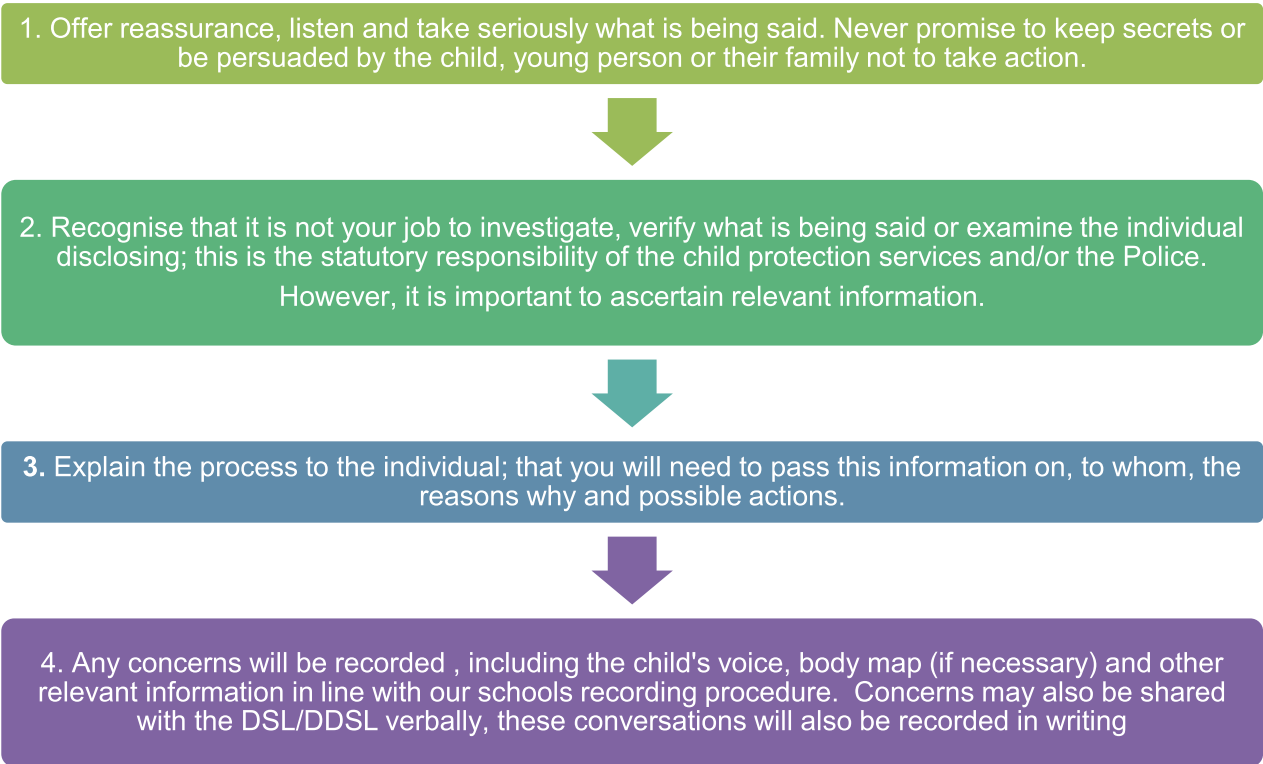 1. Offer reassurance, listen and take seriously what is being said. Never promise to keep secrets or
be persuaded by the child, young person or their family not to take action.
2. Recognise that it is not your job to investigate, verify what is being said or examine the individual
disclosing; this is the statutory responsibility of the child protection services and/or the Police.
However, it is important to ascertain relevant information.
3. Explain the process to the individual; that you will need to pass this information on, to whom, the
reasons why and possible actions.
4. Any concerns will be recorded , including the child's voice, body map (if necessary) and other
relevant information in line with our schools recording procedure.  Concerns may also be shared
with the DSL/DDSL verbally, these conversations will also be recorded in writing